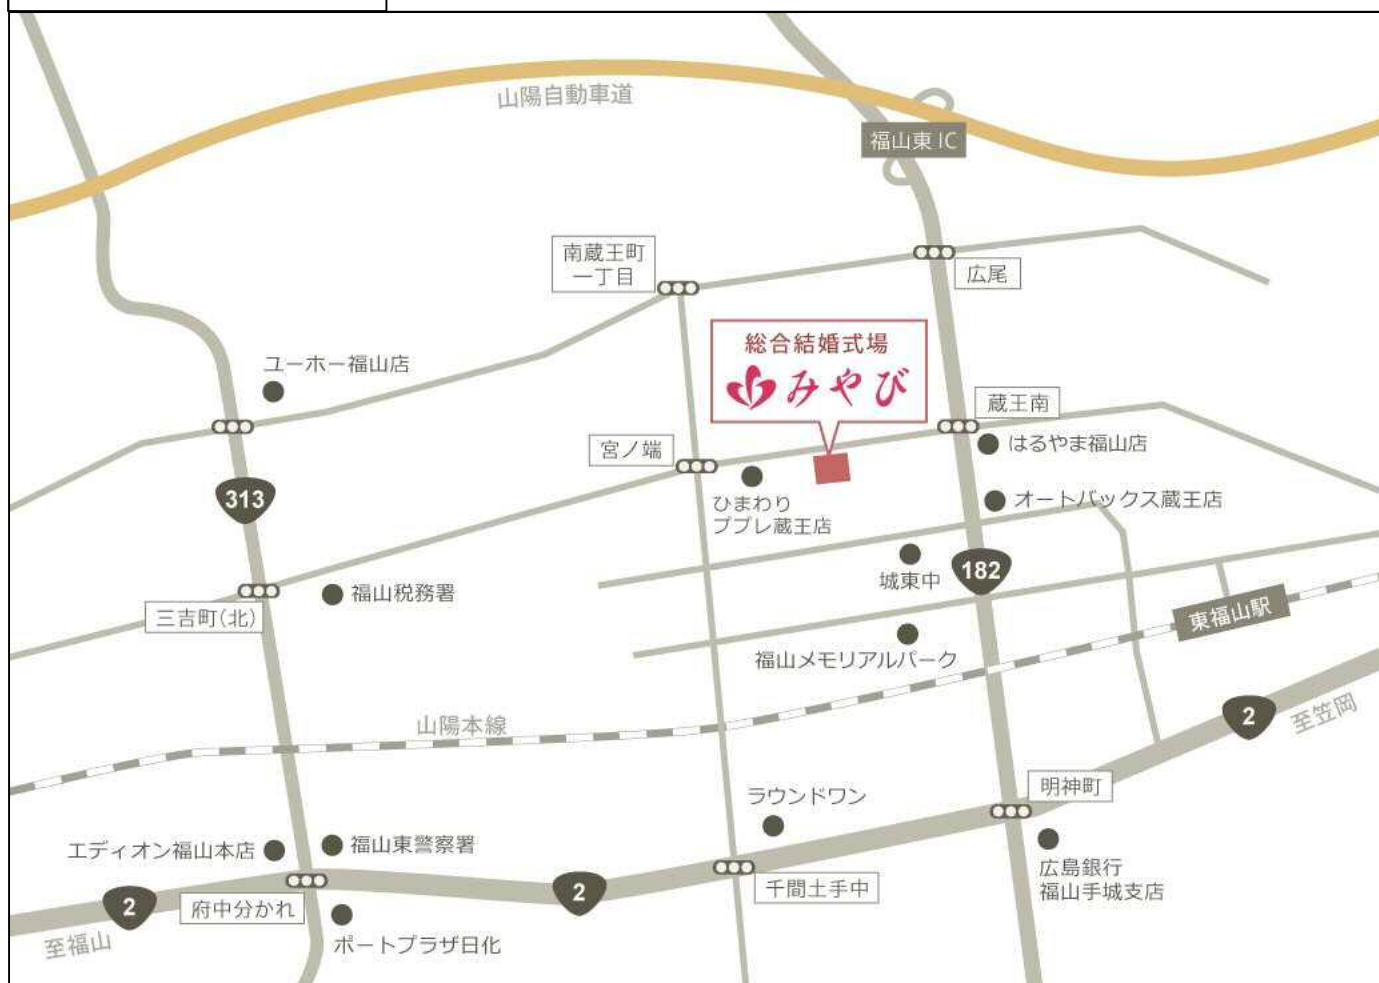 山陽自動車道
福山東 IC
南蔵王町
一丁目
広尾
総合結婚式場
みやび
ユーホー福山店
蔵王南
はるやま福山店
宮ノ端
ひまわり
ププレ蔵王店
オートバックス蔵王店
313
城東中
182
福山税務署
三吉町(北)
東福山駅
福山メモリアルパーク
山陽本線
2
至笠岡
明神町
ラウンドワン
エディオン福山本店
福山東警察署
広島銀行
福山手城支店
千間土手中
2
府中分かれ
2
至福山
ポートプラザ日化